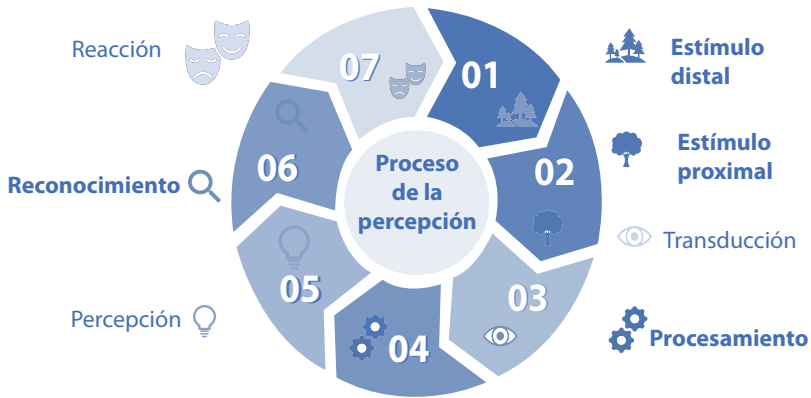 Reacción
07
01
Estímulo
distal
06
Proceso
de la
percepción
02
Estímulo
proximal
Reconocimiento
Transducción
05
03
Percepción
04
Procesamiento